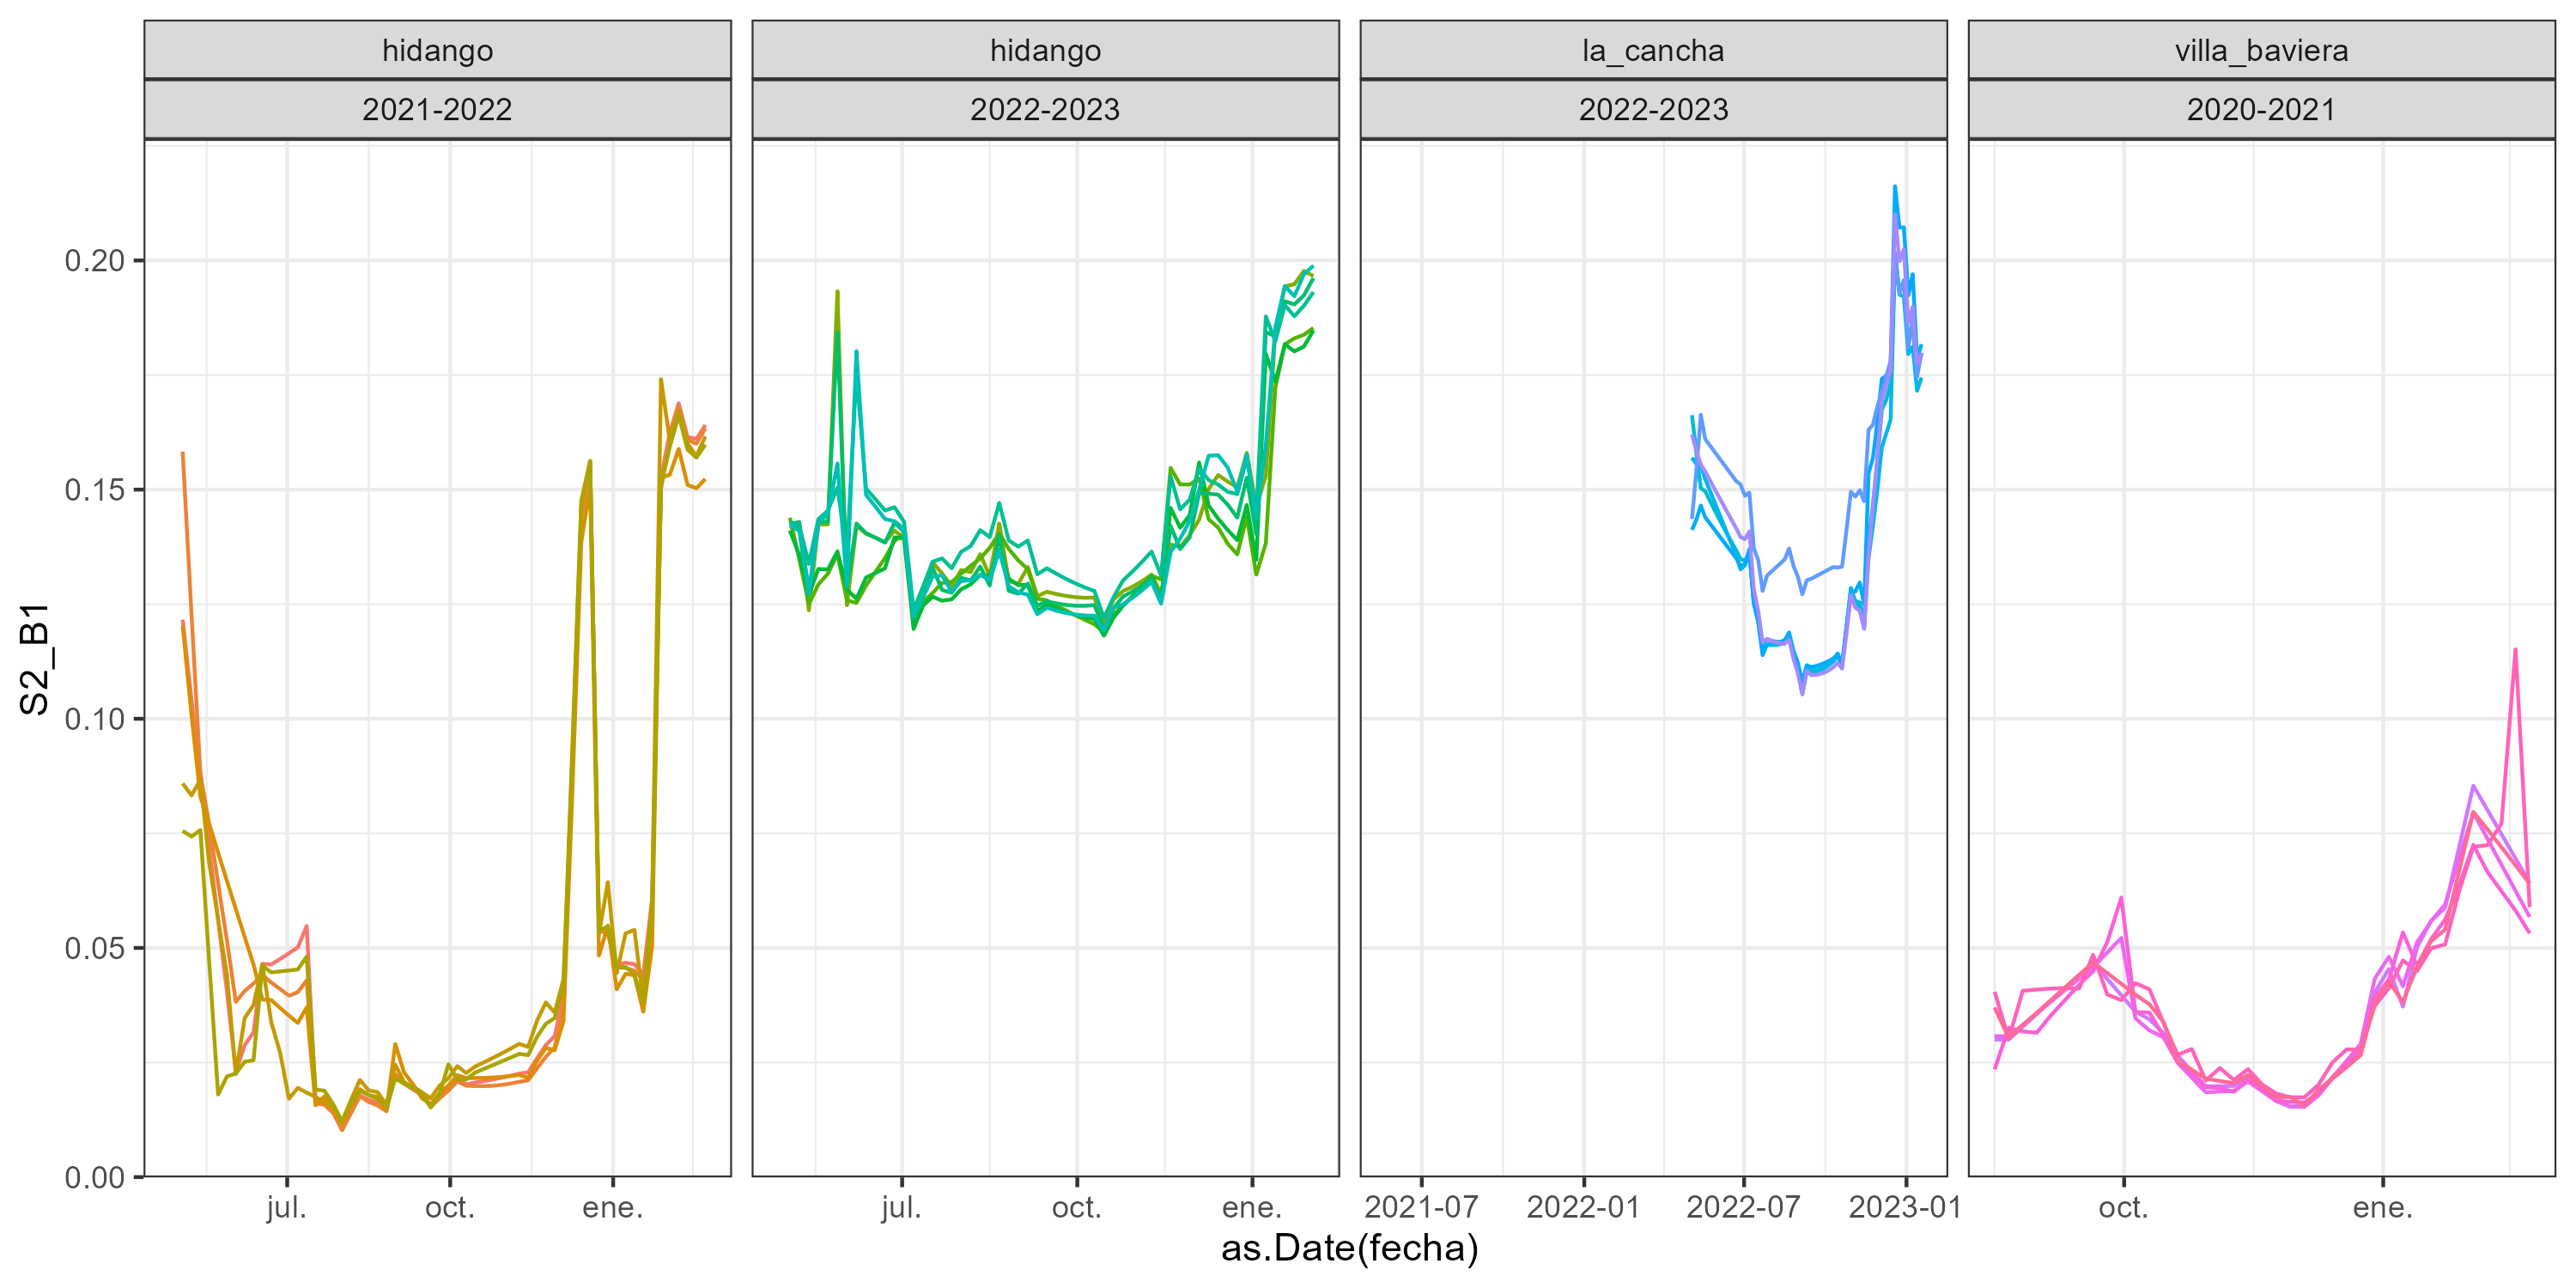 hidango hidango la_cancha villa_baviera
2021-2022 2022-2023 2022-2023 2020-2021
S2_B1
0.20
0.15
0.10
0.05
0.00
jul. oct. ene. jul. oct. ene. 2021-07 2022-01 2022-07 2023-01 oct. ene.
as.Date(fecha)